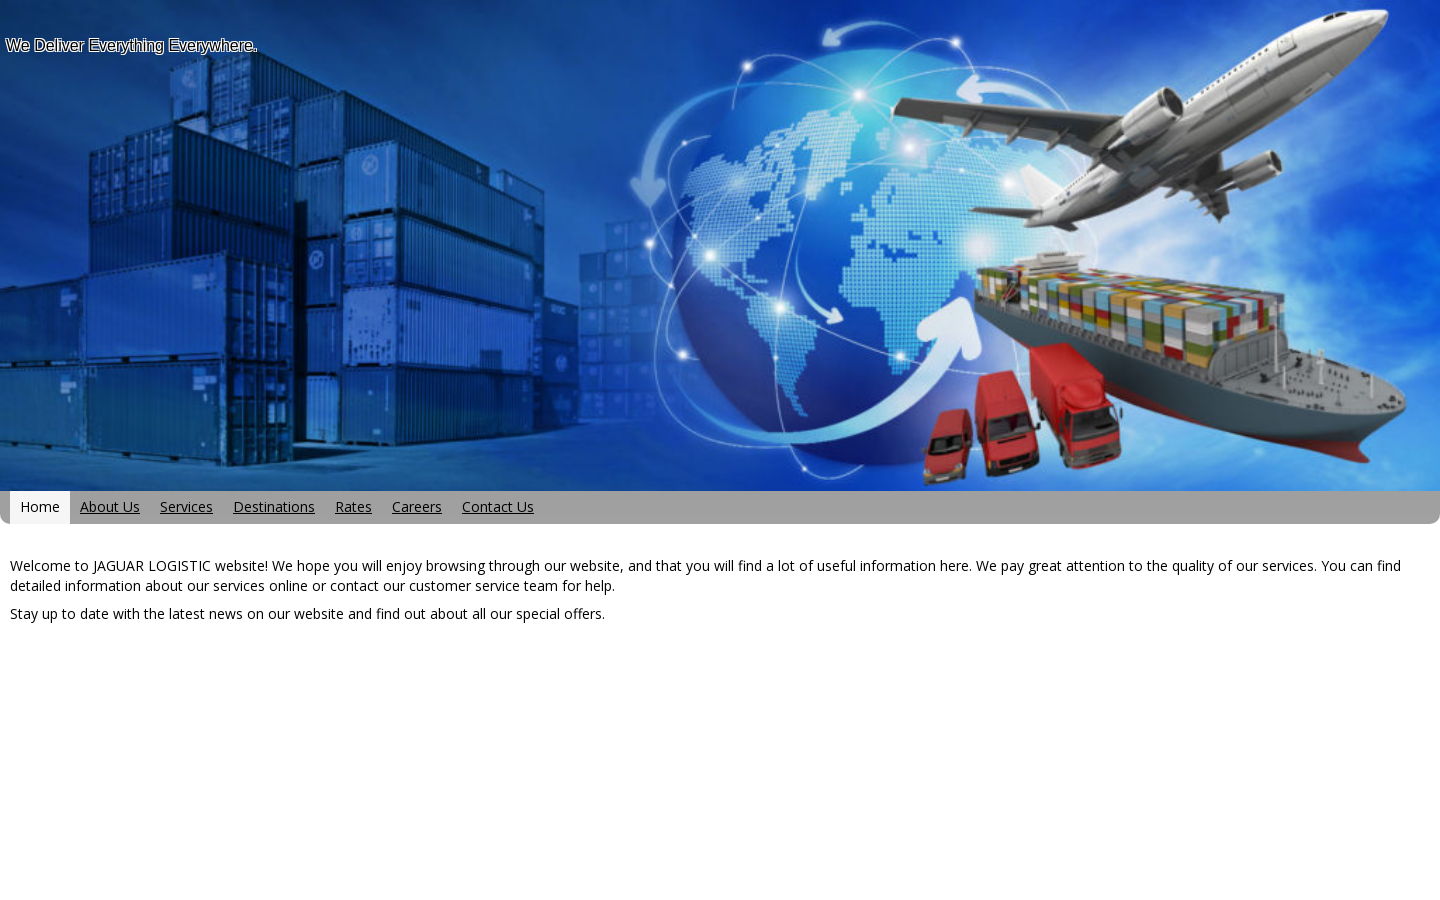 We Deliver Everything Everywhere.
Home About Us Services Destinations Rates Careers Contact Us
Welcome to JAGUAR LOGISTIC website! We hope you will enjoy browsing through our website, and that you will find a lot of useful information here. We pay great attention to the quality of our services. You can find
detailed information about our services online or contact our customer service team for help.
Stay up to date with the latest news on our website and find out about all our special offers.